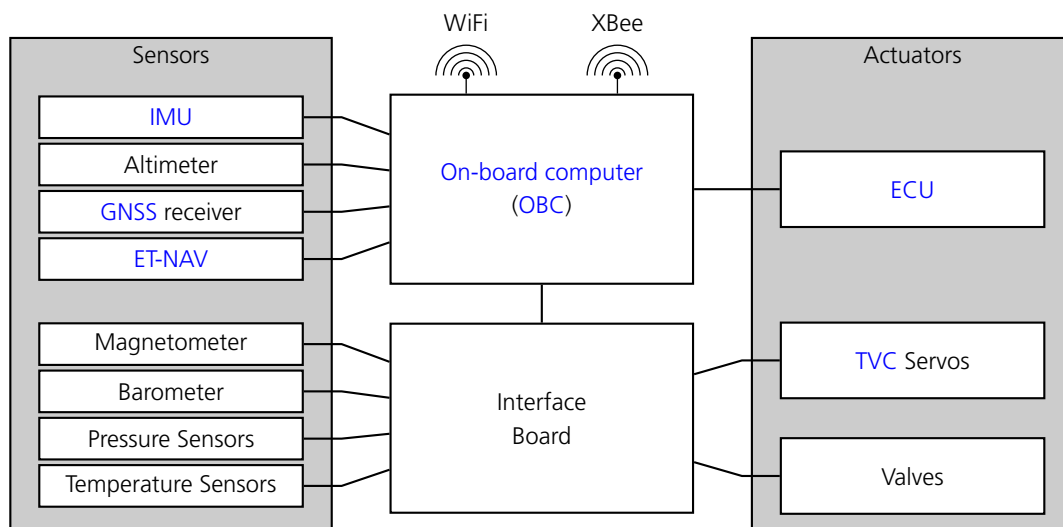 WiFi
XBee
Sensors
IMU
Altimeter
GNSS receiver
ET-NAV
Magnetometer
Barometer
Pressure Sensors
Temperature Sensors
On-board computer
(OBC)
Interface
Board
Actuators
ECU
TVC Servos
Valves